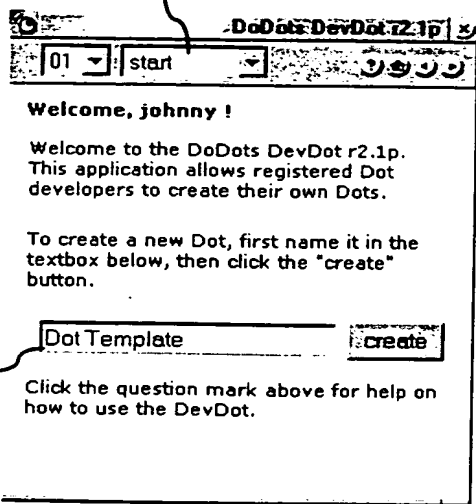 DoDots DevDot r2.1p
01 start
Welcome, johnny !
Welcome to the DoDots DevDot r2.1p.
This application allows registered Dot
developers to create their own Dots.
To create a new Dot, first name it in the
textbox below, then click the "create"
button.
Dot Template create
Click the question mark above for help on
how to use the DevDot.